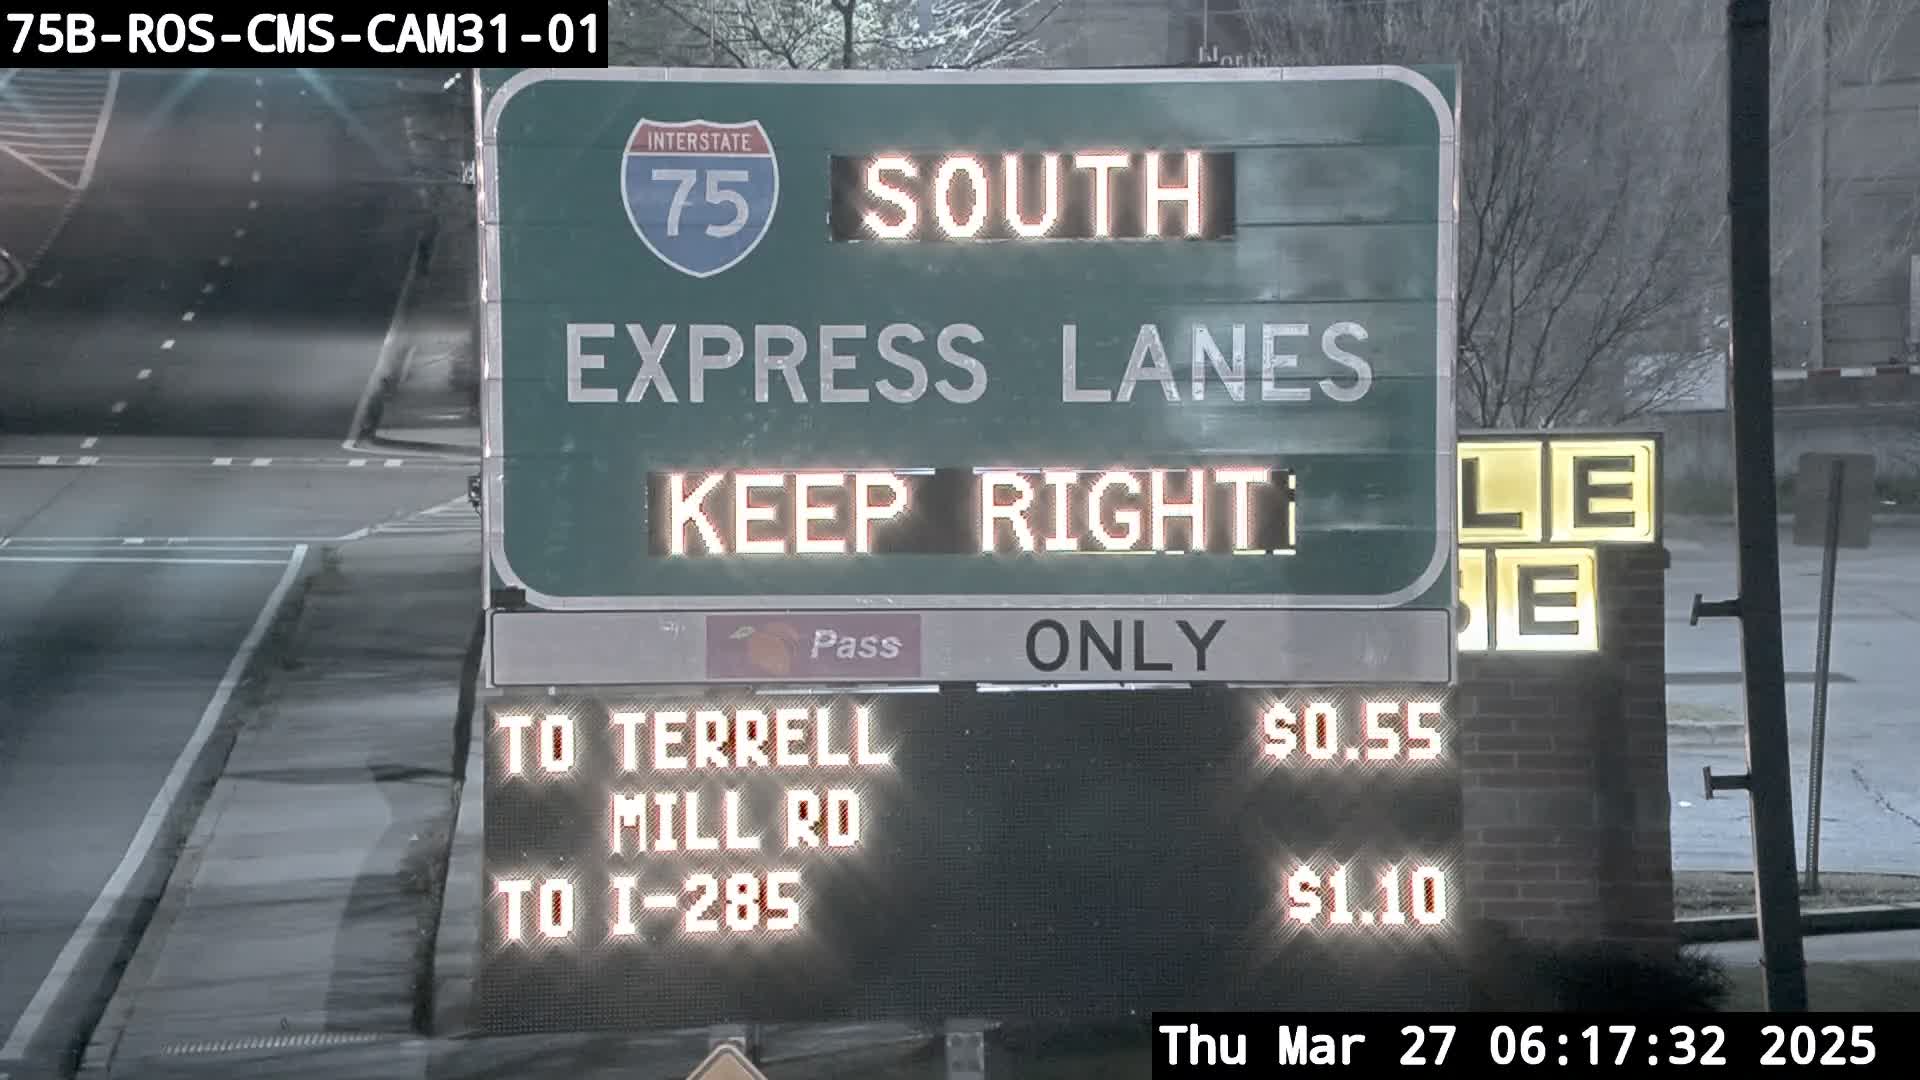 75B-ROS-CMS-CAM31-01
INTERSTATE
75
SOUTH
EXPRESS LANES
KEEP RIGHT
Pass ONLY
TO TERRELL $0.55
MILL RD
TO I-285 $1.10
LE
E
Thu Mar 27 06:17:32 2025